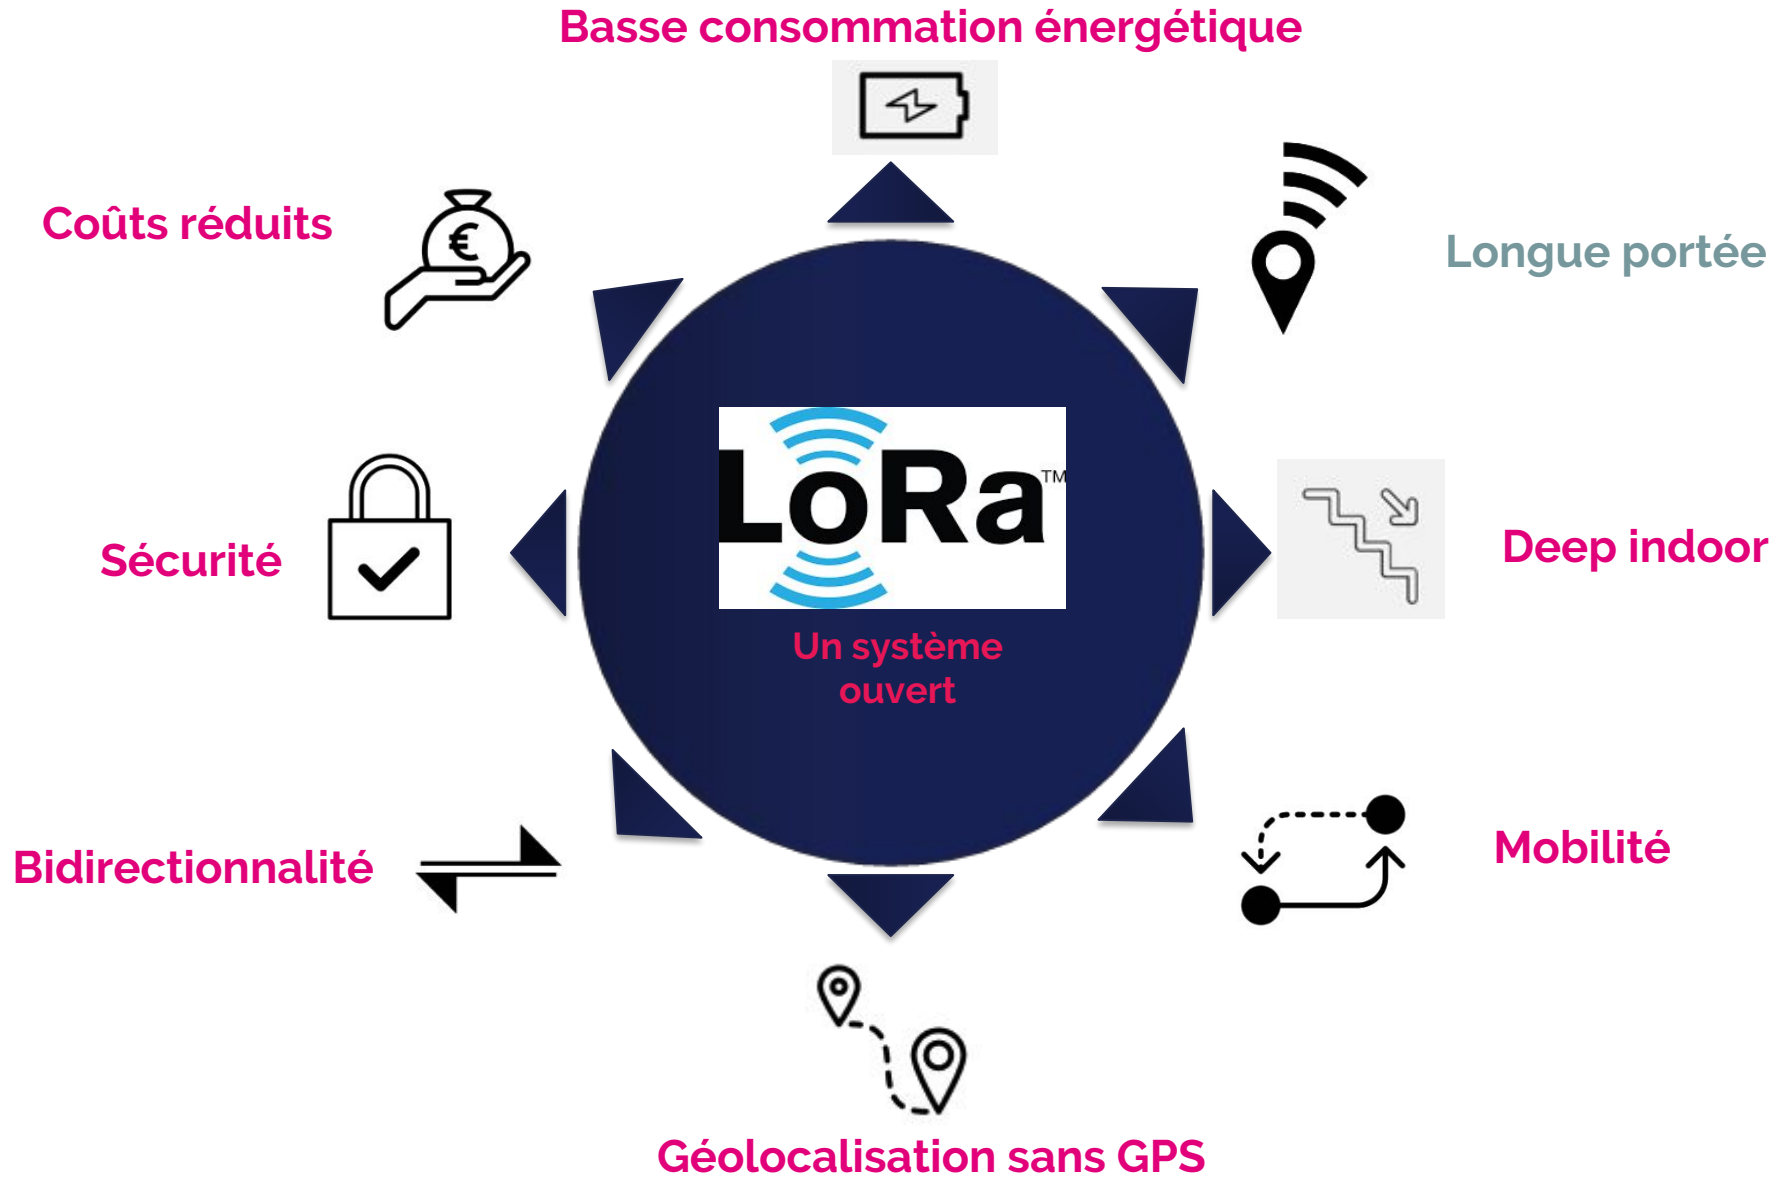 Basse consommation énergétique
Coûts réduits
€
Longue portée
LoRa™
Un système
ouvert
Sécurité
Deep indoor
Bidirectionnalité
Mobilité
Géolocalisation sans GPS